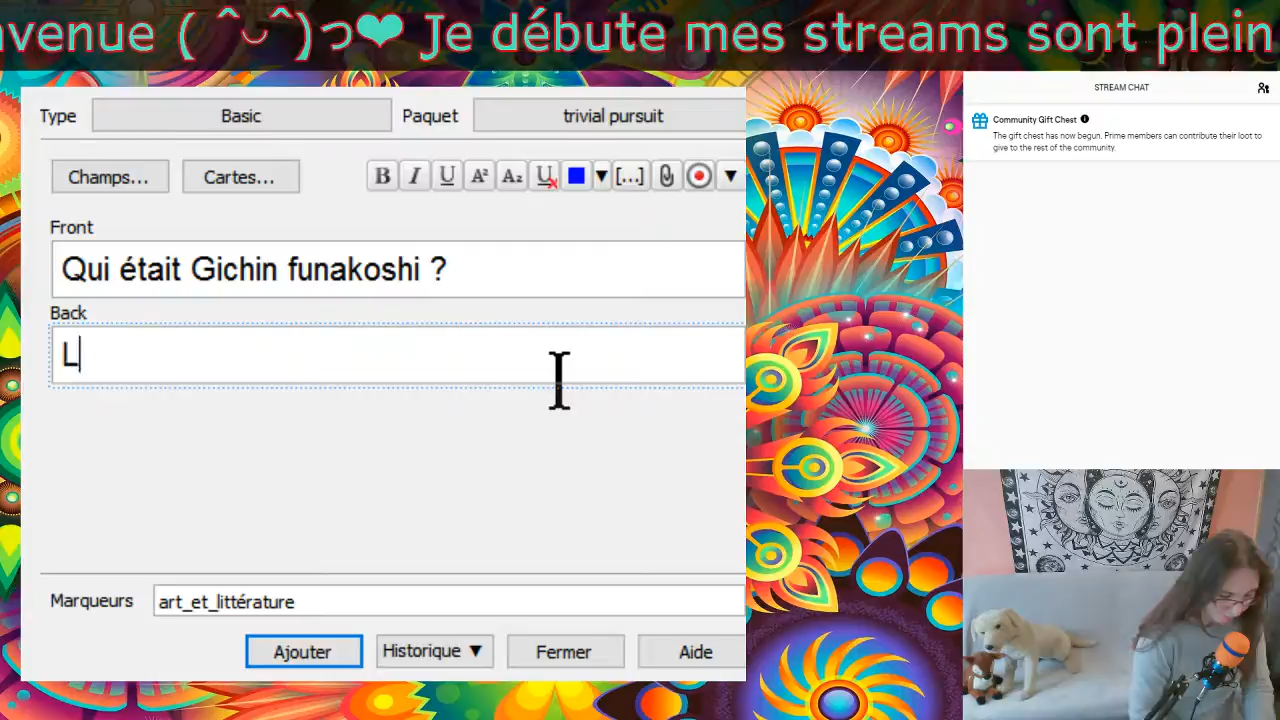 venue ( ˆ◡ˆ)っ❤ Je débute mes streams sont plein
Type Basic Paquet trivial pursuit
Champs... Cartes... B I U A² A₂ U [...]
Front
Qui était Gichin funakoshi ?
Back
L
Marqueurs art_et_littérature
Ajouter Historique ▼ Fermer Aide
STREAM CHAT
Community Gift Chest
The gift chest has now begun. Prime members can contribute their loot to
give to the rest of the community.